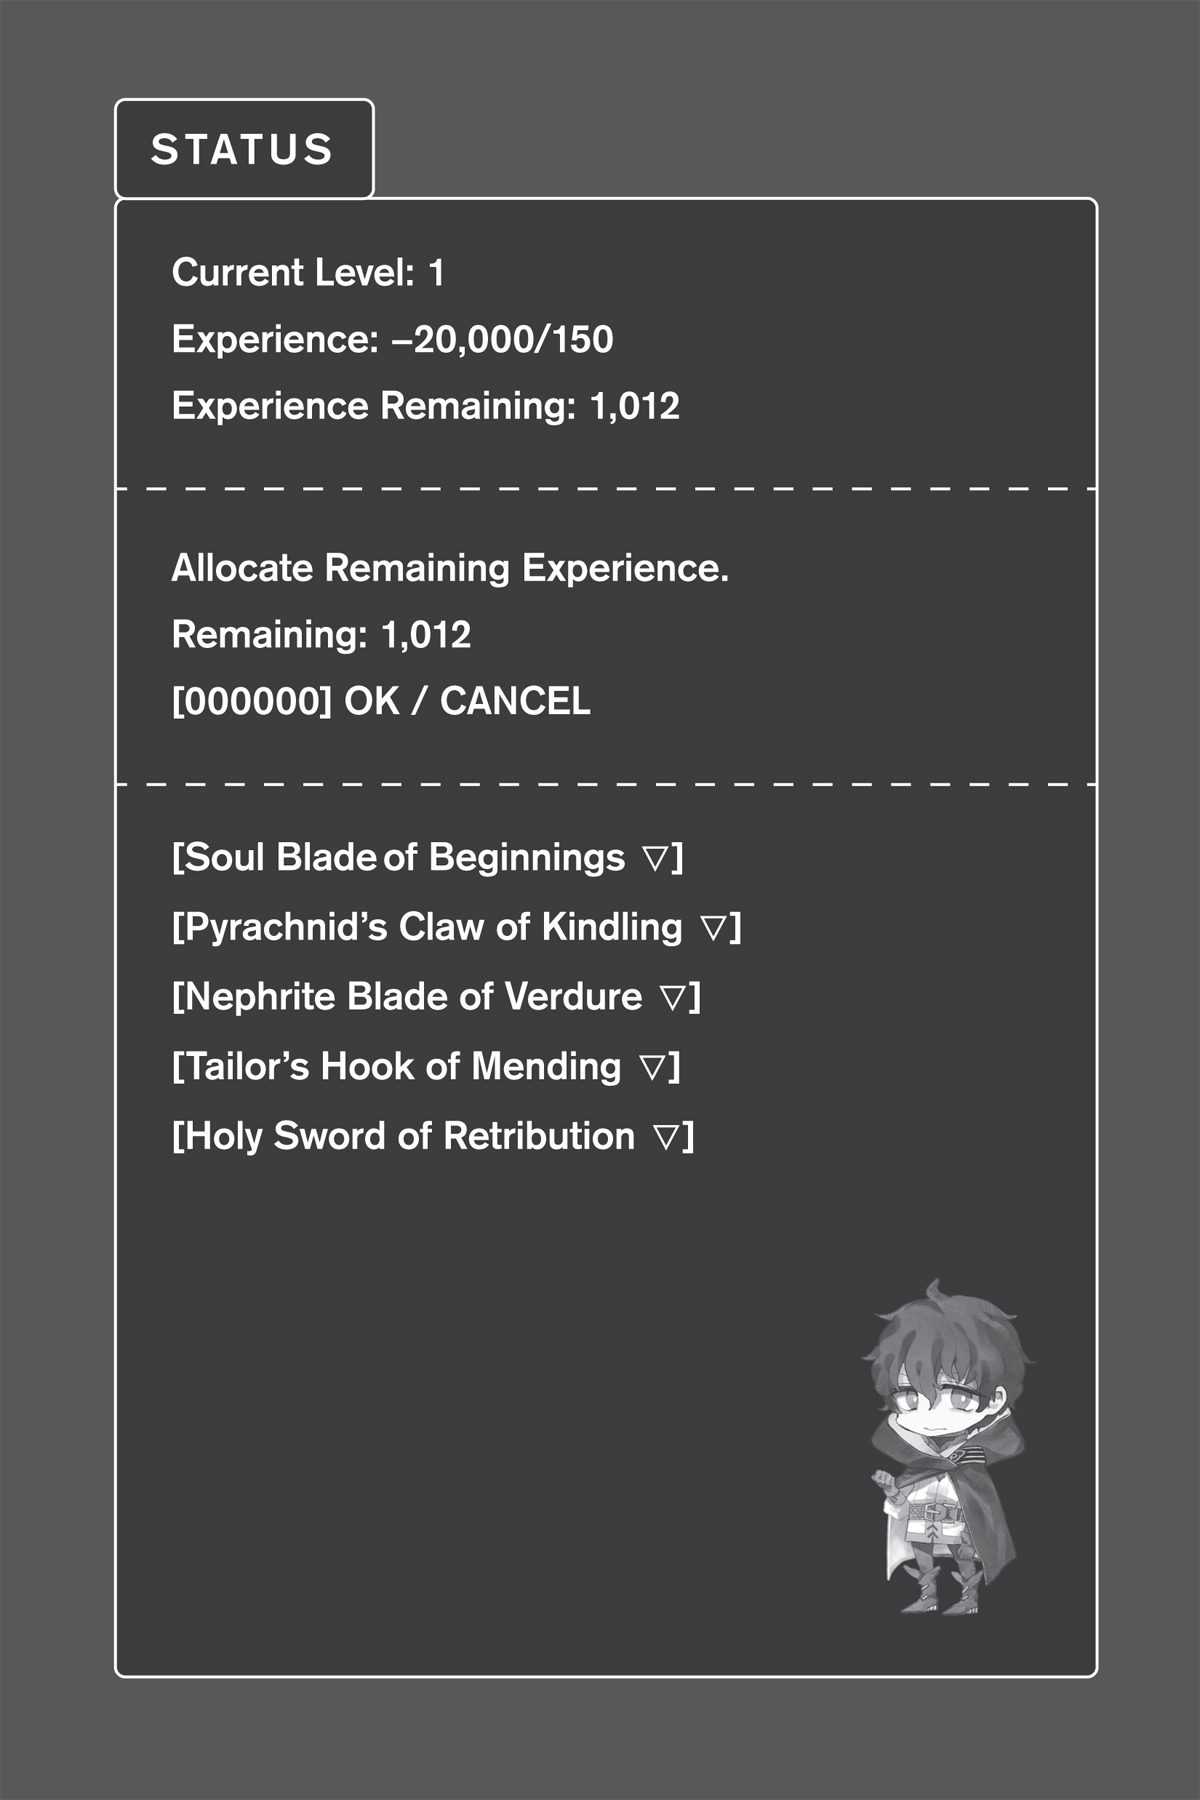 STATUS
Current Level: 1
Experience: –20,000/150
Experience Remaining: 1,012
Allocate Remaining Experience.
Remaining: 1,012
[000000] OK / CANCEL
[Soul Blade of Beginnings ▽]
[Pyrachnid’s Claw of Kindling ▽]
[Nephrite Blade of Verdure ▽]
[Tailor’s Hook of Mending ▽]
[Holy Sword of Retribution ▽]